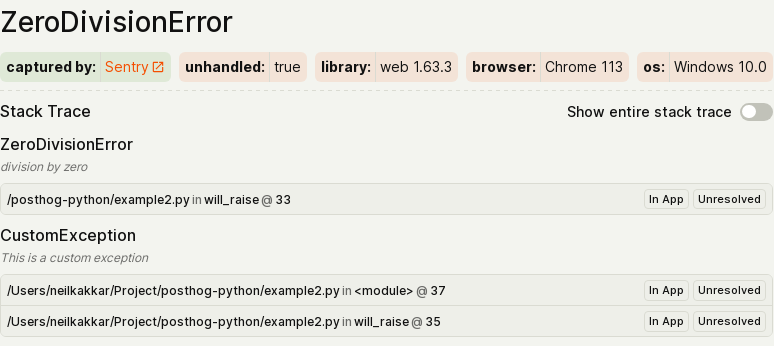 ZeroDivisionError
captured by: Sentry unhandled: true library: web 1.63.3 browser: Chrome 113 os: Windows 10.0
Stack Trace Show entire stack trace
ZeroDivisionError
division by zero
/posthog-python/example2.py in will_raise @ 33 In App Unresolved
CustomException
This is a custom exception
/Users/neilkakkar/Project/posthog-python/example2.py in <module> @ 37 In App Unresolved
/Users/neilkakkar/Project/posthog-python/example2.py in will_raise @ 35 In App Unresolved